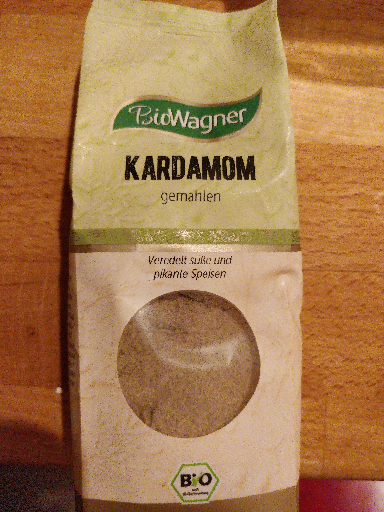 BioWagner
KARDAMOM
gemahlen
Veredelt süße und
pikante Speisen
BiO